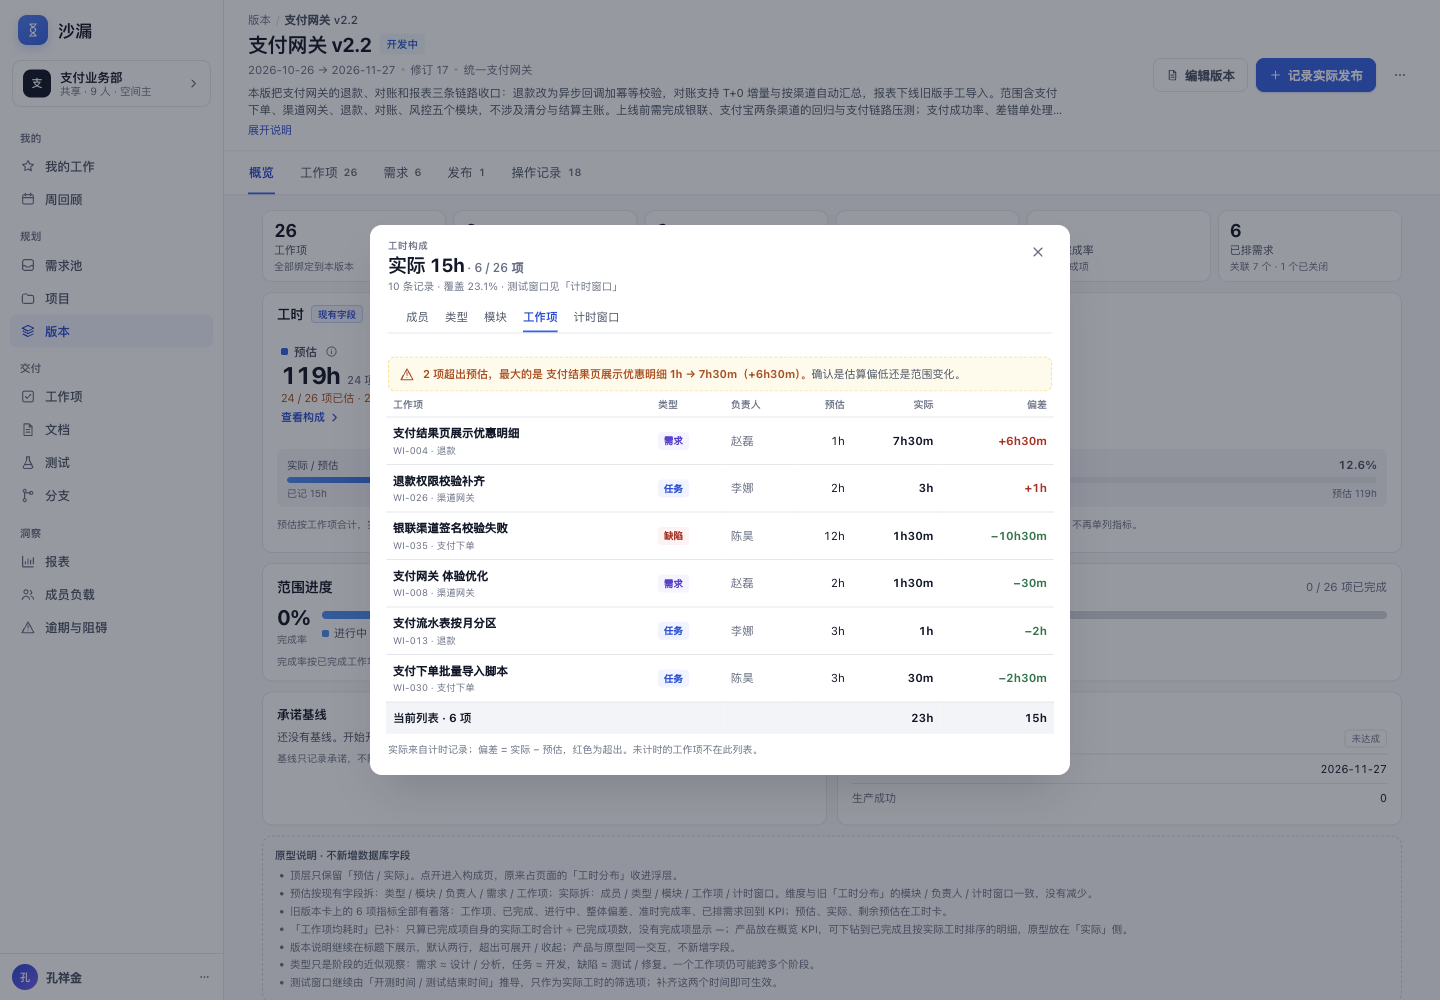 沙漏
支
支付业务部
共享 · 9 人 · 空间主
我的
我的工作
周回顾
规划
需求池
项目
版本
交付
工作项
文档
测试
分支
洞察
报表
成员负载
逾期与阻碍
孔
孔祥金
版本 / 支付网关 v2.2
支付网关 v2.2 开发中
2026-10-26 → 2026-11-27 · 修订 17 · 统一支付网关
本版把支付网关的退款、对账和报表三条链路收口：退款改为异步回调加幂等校验，对账支持 T+0 增量与按渠道自动汇总，报表下线旧版手工导入。范围含支付
下单、渠道网关、退款、对账、风控五个模块，不涉及清分与结算主账。上线前需完成银联、支付宝两条渠道的回归与支付链路压测；支付成功率、差错单处理...
展开说明
编辑版本
记录实际发布
概览
工作项 26
需求 6
发布 1
操作记录 18
26
工作项
全部绑定到本版本
成率
成项
6
已排需求
关联 7 个 · 1 个已关闭
工时 现有字段
预估
119h
24 / 26 项已估 · 2
查看构成
实际 / 预估
12.6%
已记 15h
预估 119h
预估按工作项合计，
不再单列指标。
范围进度
0 / 26 项已完成
0%
完成率
进行中
完成率按已完成工作
承诺基线
还没有基线。开始
基线只记录承诺，不
未达成
2026-11-27
生产成功
0
工时构成
实际 15h · 6 / 26 项
10 条记录 · 覆盖 23.1% · 测试窗口见「计时窗口」
成员
类型
模块
工作项
计时窗口
2 项超出预估，最大的是 支付结果页展示优惠明细 1h → 7h30m（+6h30m）。确认是估算偏低还是范围变化。
工作项 类型 负责人 预估 实际 偏差
支付结果页展示优惠明细
WI-004 · 退款
需求 赵磊 1h 7h30m +6h30m
退款权限校验补齐
WI-026 · 渠道网关
任务 李娜 2h 3h +1h
银联渠道签名校验失败
WI-035 · 支付下单
缺陷 陈昊 12h 1h30m −10h30m
支付网关 体验优化
WI-008 · 渠道网关
需求 赵磊 2h 1h30m −30m
支付流水表按月分区
WI-013 · 退款
任务 李娜 3h 1h −2h
支付下单批量导入脚本
WI-030 · 支付下单
任务 陈昊 3h 30m −2h30m
当前列表 · 6 项 23h 15h
实际来自计时记录；偏差 = 实际 − 预估，红色为超出。未计时的工作项不在此列表。
原型说明 · 不新增数据库字段
• 顶层只保留「预估 / 实际」。点开进入构成页，原来占页面的「工时分布」收进浮层。
• 预估按现有字段拆：类型 / 模块 / 负责人 / 需求 / 工作项；实际拆：成员 / 类型 / 模块 / 工作项 / 计时窗口。维度与旧「工时分布」的模块 / 负责人 / 计时窗口一致，没有减少。
• 旧版本卡上的 6 项指标全部有着落：工作项、已完成、进行中、整体偏差、准时完成率、已排需求回到 KPI；预估、实际、剩余预估在工时卡。
• 「工作项均耗时」已补：只算已完成项自身的实际工时合计 ÷ 已完成项数，没有完成项显示 —；产品放在概览 KPI，可下钻到已完成且按实际工时排序的明细，原型放在「实际」侧。
• 版本说明继续在标题下展示，默认两行，超出可展开 / 收起；产品与原型同一交互，不新增字段。
• 类型只是阶段的近似观察：需求 = 设计 / 分析，任务 = 开发，缺陷 = 测试 / 修复。一个工作项仍可能跨多个阶段。
• 测试窗口继续由「开测时间 / 测试结束时间」推导，只作为实际工时的筛选项；补齐这两个时间即可生效。